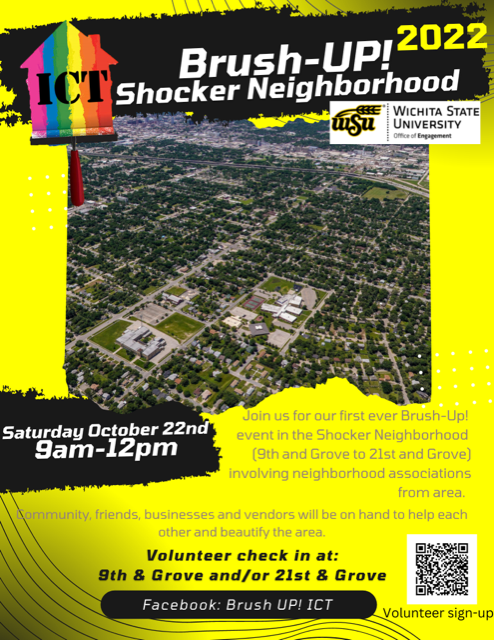 2022
Brush-UP!
Shocker Neighborhood
ICT
WSU
WICHITA STATE
UNIVERSITY
Office of Engagement
Saturday October 22nd
9am-12pm
Join us for our first ever Brush-Up!
event in the Shocker Neighborhood
(9th and Grove to 21st and Grove)
involving neighborhood associations
from area.
Community, friends, businesses and vendors will be on hand to help each
other and beautify the area.
Volunteer check in at:
9th & Grove and/or 21st & Grove
Facebook: Brush UP! ICT
Volunteer sign-up